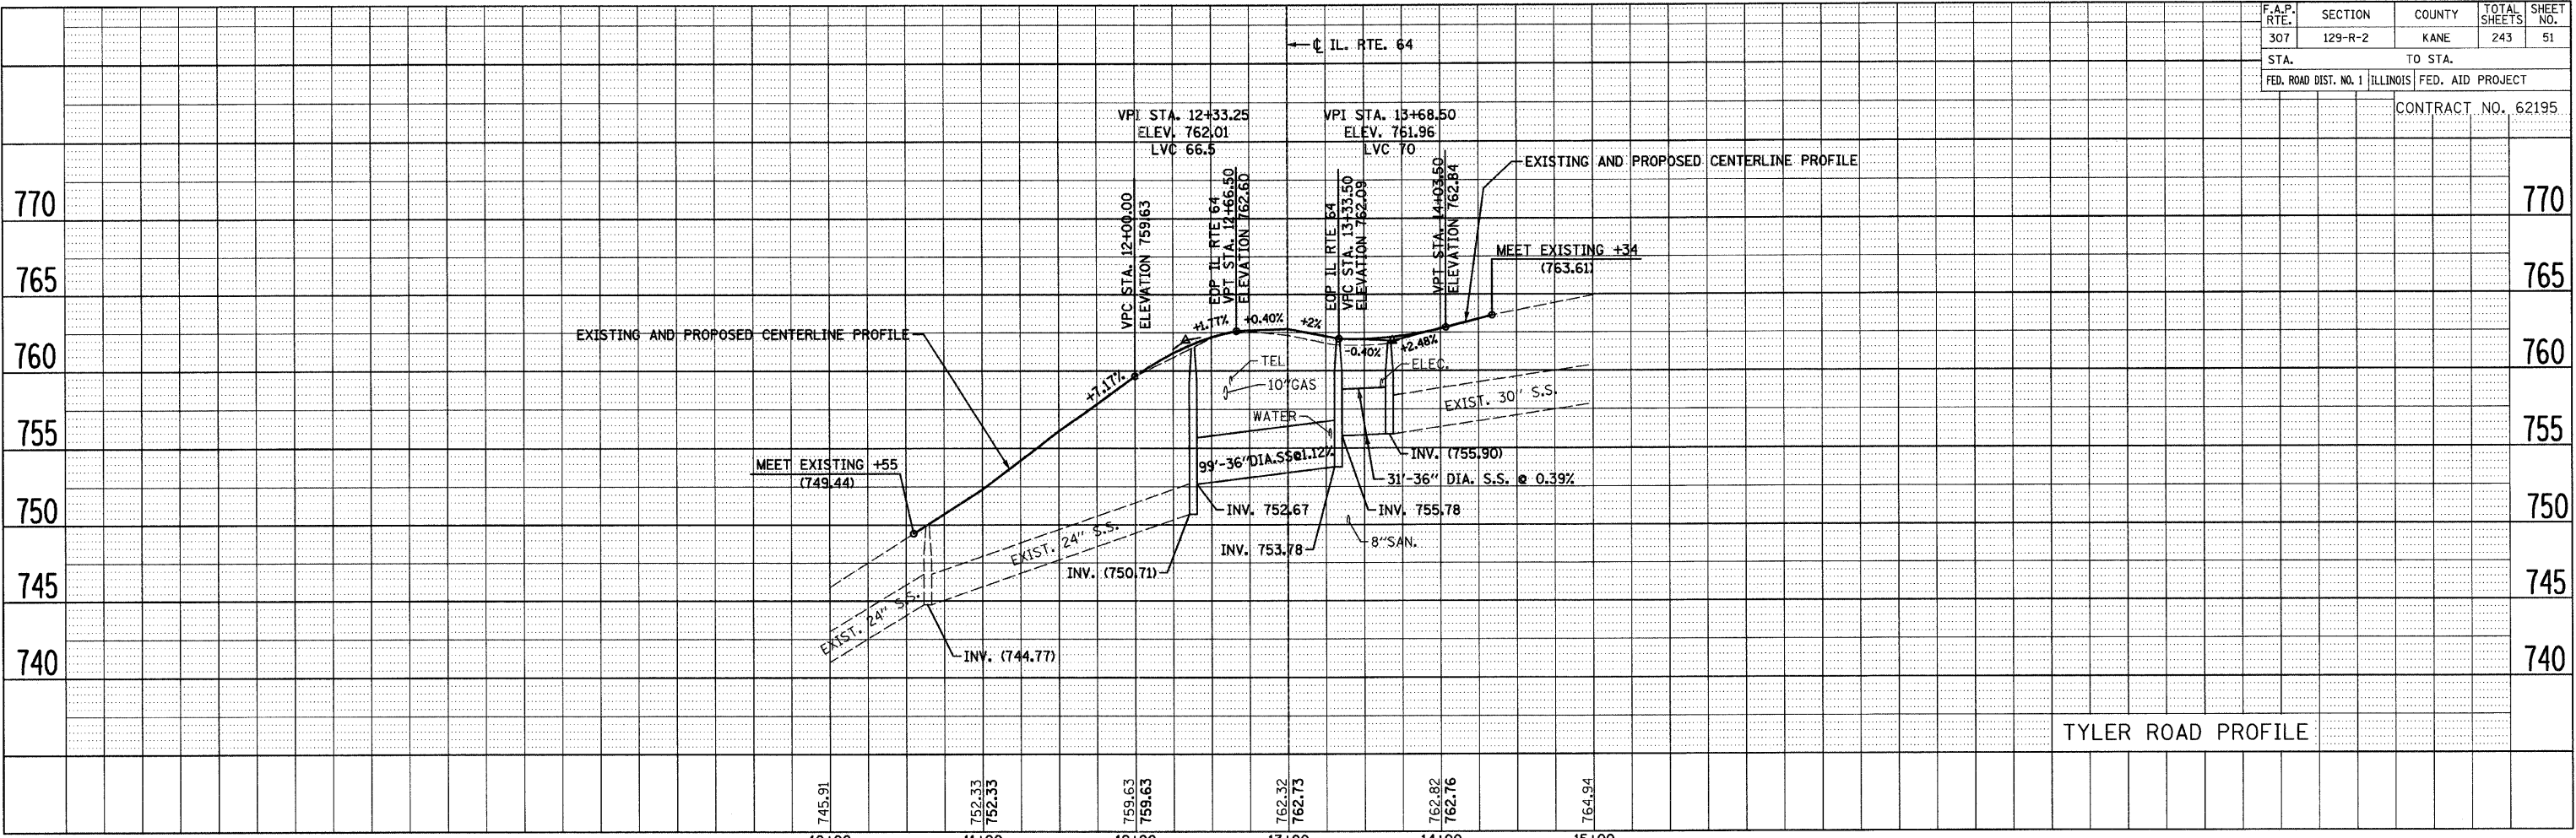 F.A.P. RTE. SECTION COUNTY TOTAL SHEETS SHEET NO.
307 129-R-2 KANE 243 51
STA. TO STA.
FED. ROAD DIST. NO. 1 ILLINOIS FED. AID PROJECT
CONTRACT NO. 62195
℄ IL. RTE. 64
VPI STA. 12+33.25
ELEV. 762.01
LVC 66.5
VPI STA. 13+68.50
ELEV. 761.96
LVC 70
VPC STA. 12+00.00
ELEVATION 759.63
EOP IL RTE 64
VPT STA. 12+66.50
ELEVATION 762.60
EOP IL RTE 64
VPC STA. 13+33.50
ELEVATION 762.09
VPT STA. 14+03.50
ELEVATION 762.84
EXISTING AND PROPOSED CENTERLINE PROFILE
MEET EXISTING +34
(763.61)
EXISTING AND PROPOSED CENTERLINE PROFILE
+7.17%
+1.77%
+0.40%
+2%
-0.40%
+2.48%
TEL
10"GAS
WATER
ELEC.
EXIST. 30" S.S.
99'-36"DIA.SS@1.12%
INV. (755.90)
31'-36" DIA. S.S. @ 0.39%
MEET EXISTING +55
(749.44)
INV. 752.67
INV. 755.78
INV. 753.78
8"SAN.
EXIST. 24" S.S.
INV. (750.71)
EXIST. 24" S.S.
INV. (744.77)
770 770
765 765
760 760
755 755
750 750
745 745
740 740
TYLER ROAD PROFILE
745.91
752.33
752.33
759.63
759.63
762.32
762.73
762.82
762.76
764.94